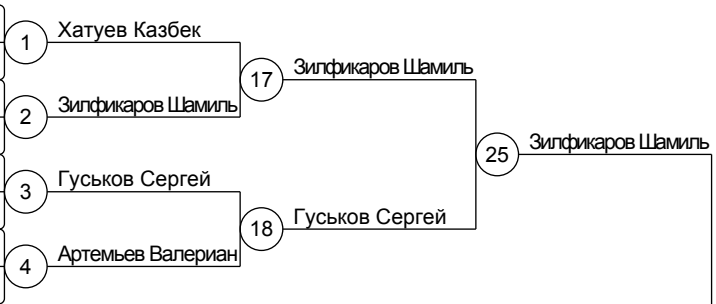 1 Хатуев Казбек
17 Зилфикаров Шамиль
2 Зилфикаров Шамиль
25 Зилфикаров Шамиль
3 Гуськов Сергей
18 Гуськов Сергей
4 Артемьев Валериан